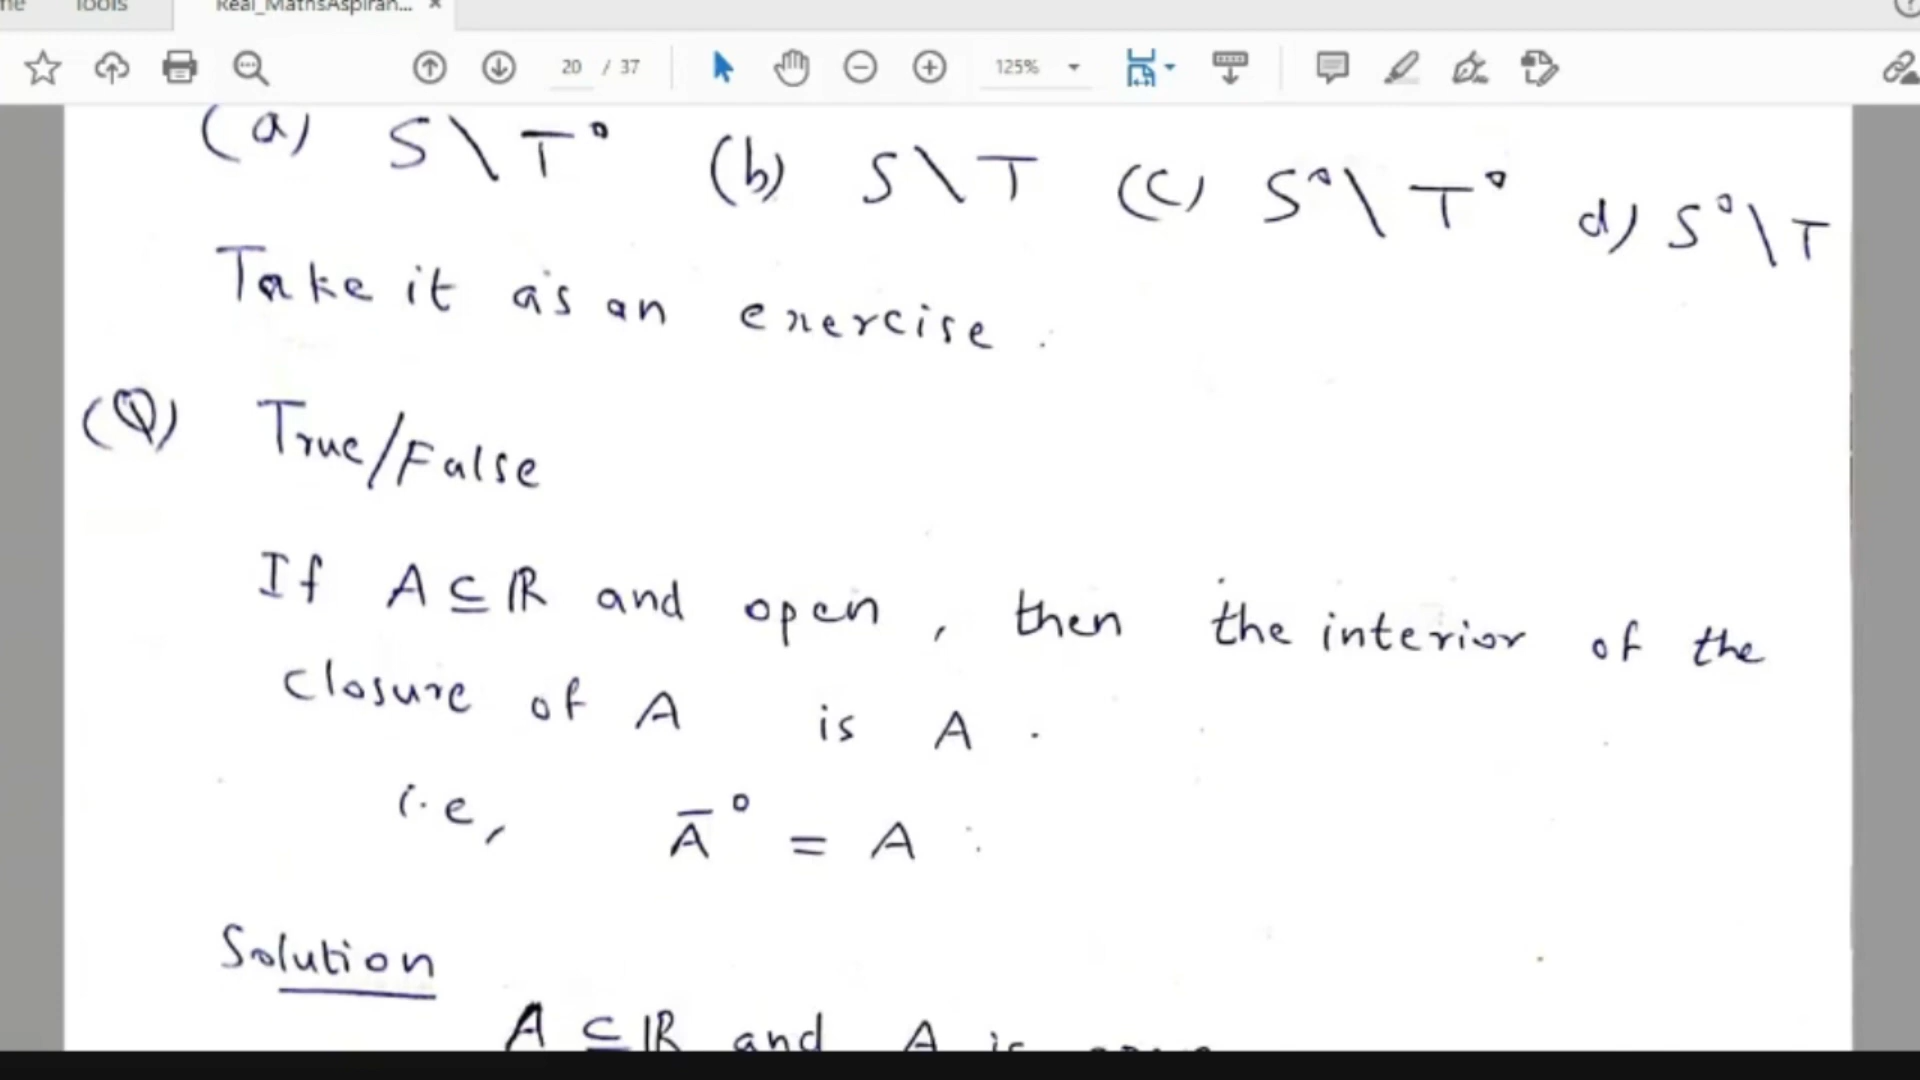 Tools Real_MathsAspiran... ×
20 / 37 125%
(a) S\T° (b) S\T (c) S°\T° d) S°\T
Take it as an exercise.
(Q) True/False
If A ⊆ ℝ and open, then the interior of the
closure of A is A.
i.e, Ā° = A.
Solution
A ⊆ ℝ and A is